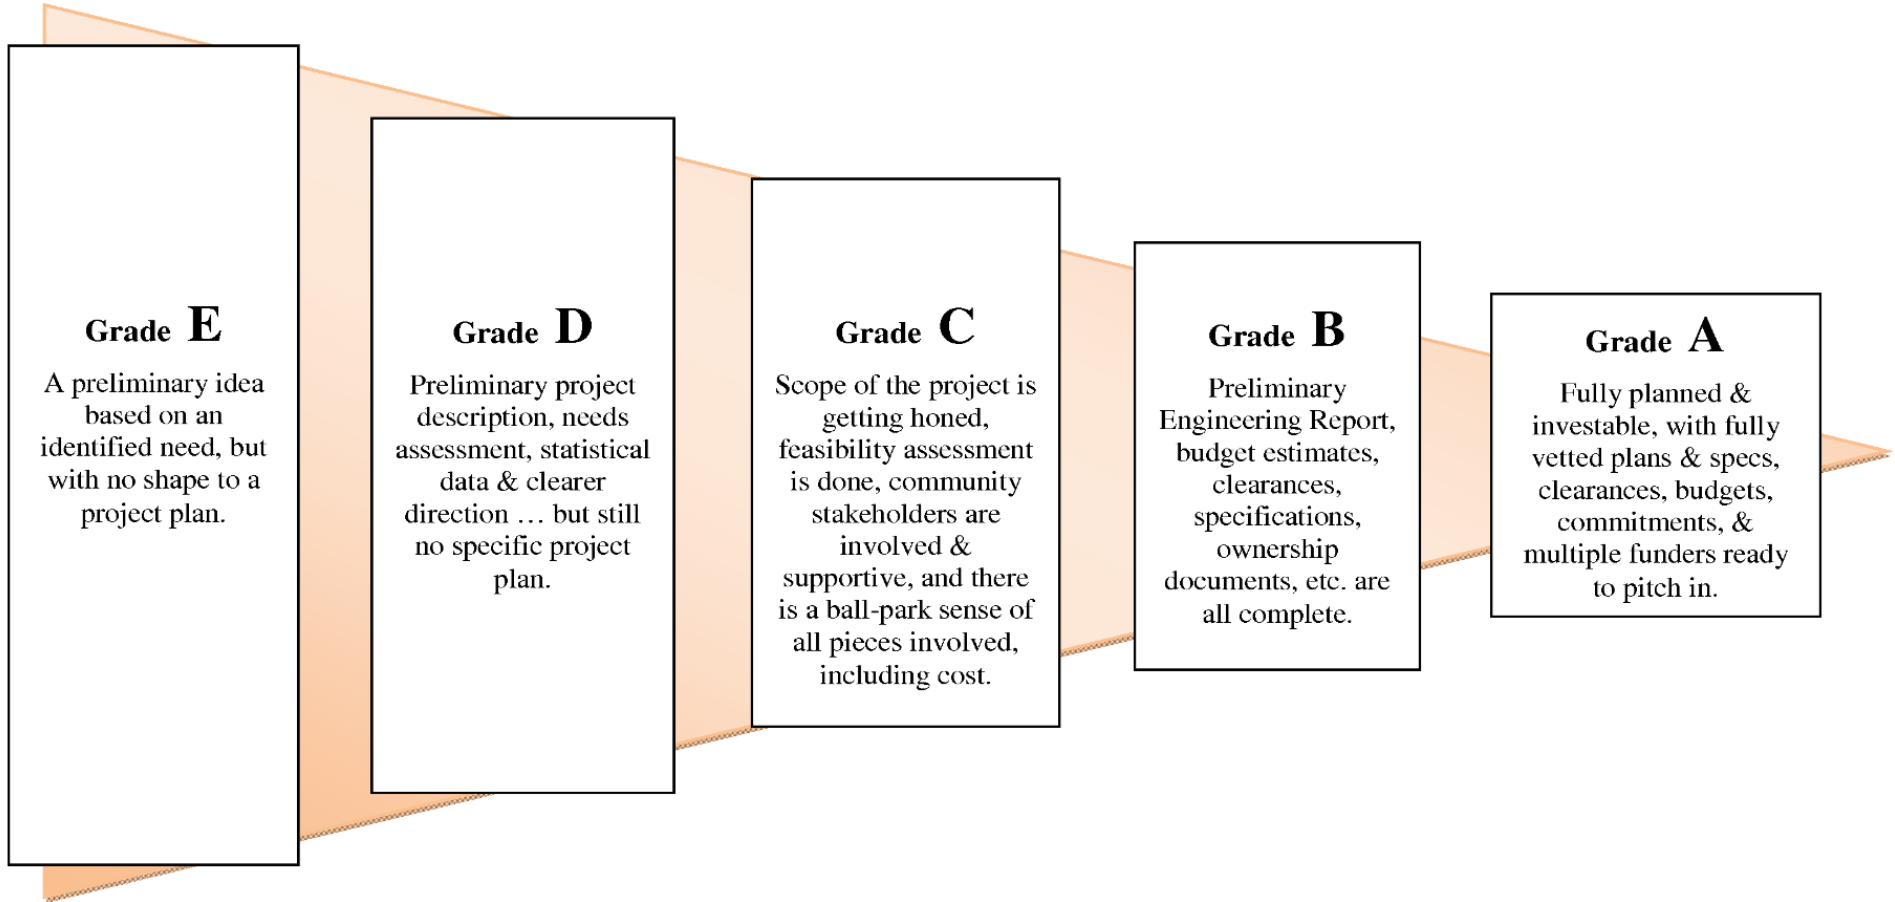 Grade E
A preliminary idea
based on an
identified need, but
with no shape to a
project plan.
Grade D
Preliminary project
description, needs
assessment, statistical
data & clearer
direction … but still
no specific project
plan.
Grade C
Scope of the project is
getting honed,
feasibility assessment
is done, community
stakeholders are
involved &
supportive, and there
is a ball-park sense of
all pieces involved,
including cost.
Grade B
Preliminary
Engineering Report,
budget estimates,
clearances,
specifications,
ownership
documents, etc. are
all complete.
Grade A
Fully planned &
investable, with fully
vetted plans & specs,
clearances, budgets,
commitments, &
multiple funders ready
to pitch in.